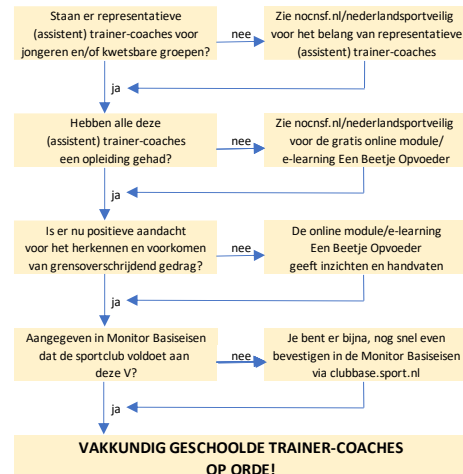 Staan er representatieve
(assistent) trainer-coaches voor
jongeren en/of kwetsbare groepen?
nee
Zie nocnsf.nl/nederlandsportveilig
voor het belang van representatieve
(assistent) trainer-coaches
ja
Hebben alle deze
(assistent) trainer-coaches
een opleiding gehad?
nee
Zie nocnsf.nl/nederlandsportveilig
voor de gratis online module/
e-learning Een Beetje Opvoeder
ja
Is er nu positieve aandacht
voor het herkennen en voorkomen
van grensoverschrijdend gedrag?
nee
De online module/e-learning
Een Beetje Opvoeder
geeft inzichten en handvaten
ja
Aangegeven in Monitor Basiseisen
dat de sportclub voldoet aan
deze V?
nee
Je bent er bijna, nog snel even
bevestigen in de Monitor Basiseisen
via clubbase.sport.nl
ja
VAKKUNDIG GESCHOOLDE TRAINER-COACHES
OP ORDE!